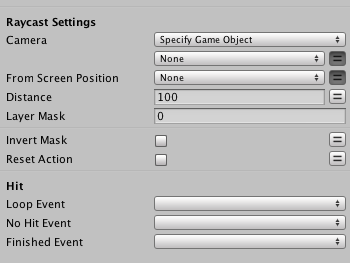 Raycast Settings
Camera Specify Game Object
None
From Screen Position None
Distance 100
Layer Mask 0
Invert Mask
Reset Action
Hit
Loop Event
No Hit Event
Finished Event